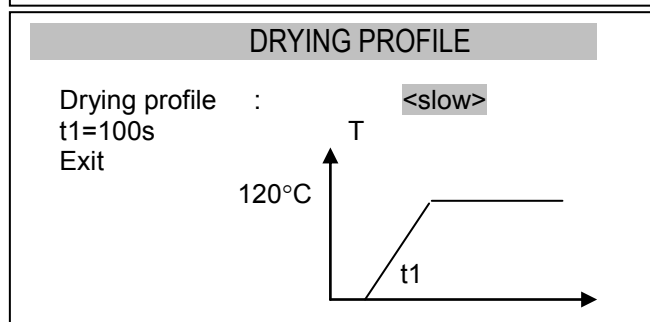 DRYING PROFILE
Drying profile : <slow>
t1=100s T
Exit
120°C
t1